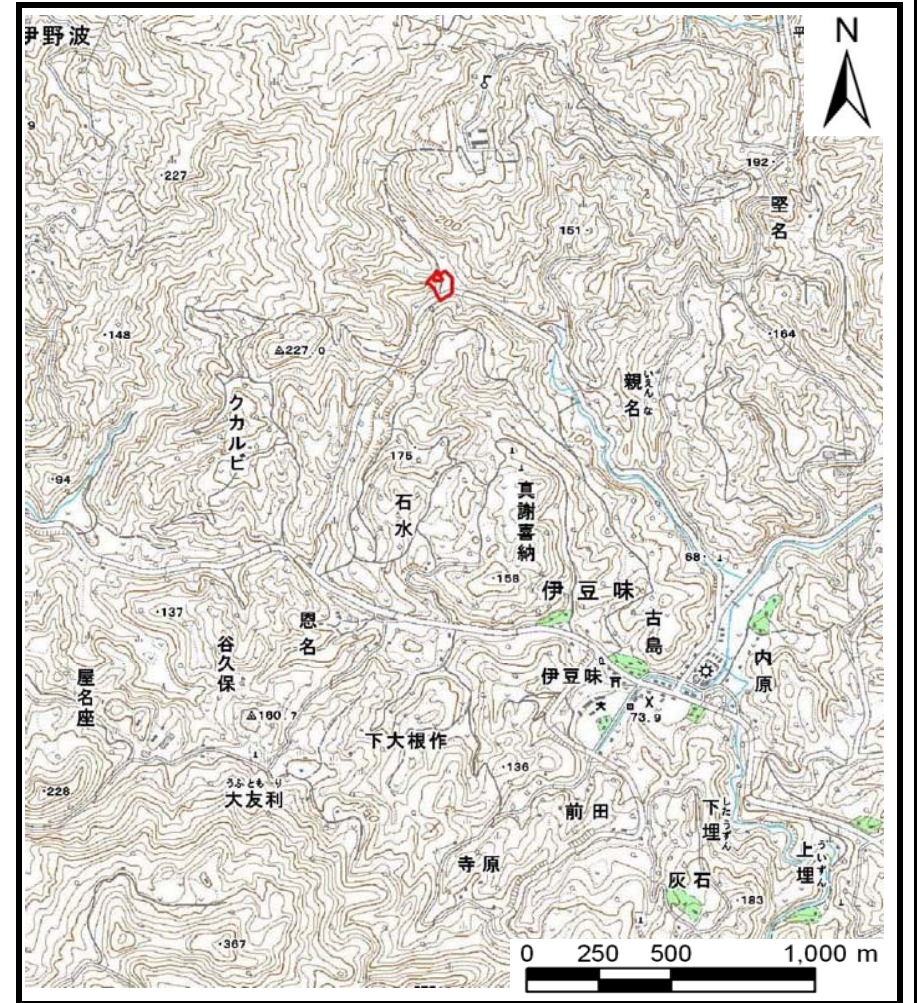 伊野波
N
192
堅名
227
151
200
164
148
227.0
親名
いえんな
クカルビ
100
175
94
石水
真謝喜納
68
158
伊豆味
137
恩名
古島
谷久保
内原
屋名座
伊豆味
73.9
160.7
下大根作
136
228
うふともり
大友利
前田
下埋
したうずん
上埋
ういずん
寺原
灰石
183
367
0 250 500 1,000 m